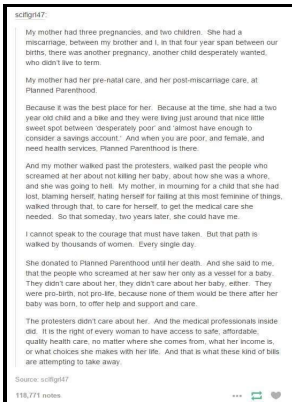 scifigrl47:
My mother had three pregnancies, and two children. She had a
miscarriage, between my brother and I, in that four year span between our
births, there was another pregnancy, another child desperately wanted,
who didn't live to term.
My mother had her pre-natal care, and her post-miscarriage care, at
Planned Parenthood.
Because it was the best place for her. Because at the time, she had a two
year old child and a bike and they were living just around that nice little
sweet spot between 'desperately poor' and 'almost have enough to
consider a savings account.' And when you are poor, and female, and
need health services, Planned Parenthood is there.
And my mother walked past the protesters, walked past the people who
screamed at her about not killing her baby, about how she was a whore,
and she was going to hell. My mother, in mourning for a child that she had
lost, blaming herself, hating herself for failing at this most feminine of things,
walked through that, to care for herself, to get the medical care she
needed. So that someday, two years later, she could have me.
I cannot speak to the courage that must have taken. But that path is
walked by thousands of women. Every single day.
She donated to Planned Parenthood until her death. And she said to me,
that the people who screamed at her saw her only as a vessel for a baby.
They didn't care about her, they didn't care about her baby, either. They
were pro-birth, not pro-life, because none of them would be there after her
baby was born, to offer help and support and care.
The protesters didn't care about her. And the medical professionals inside
did. It is the right of every woman to have access to safe, affordable,
quality health care, no matter where she comes from, what her income is,
or what choices she makes with her life. And that is what these kind of bills
are attempting to take away.
Source: scifigrl47
118,771 notes